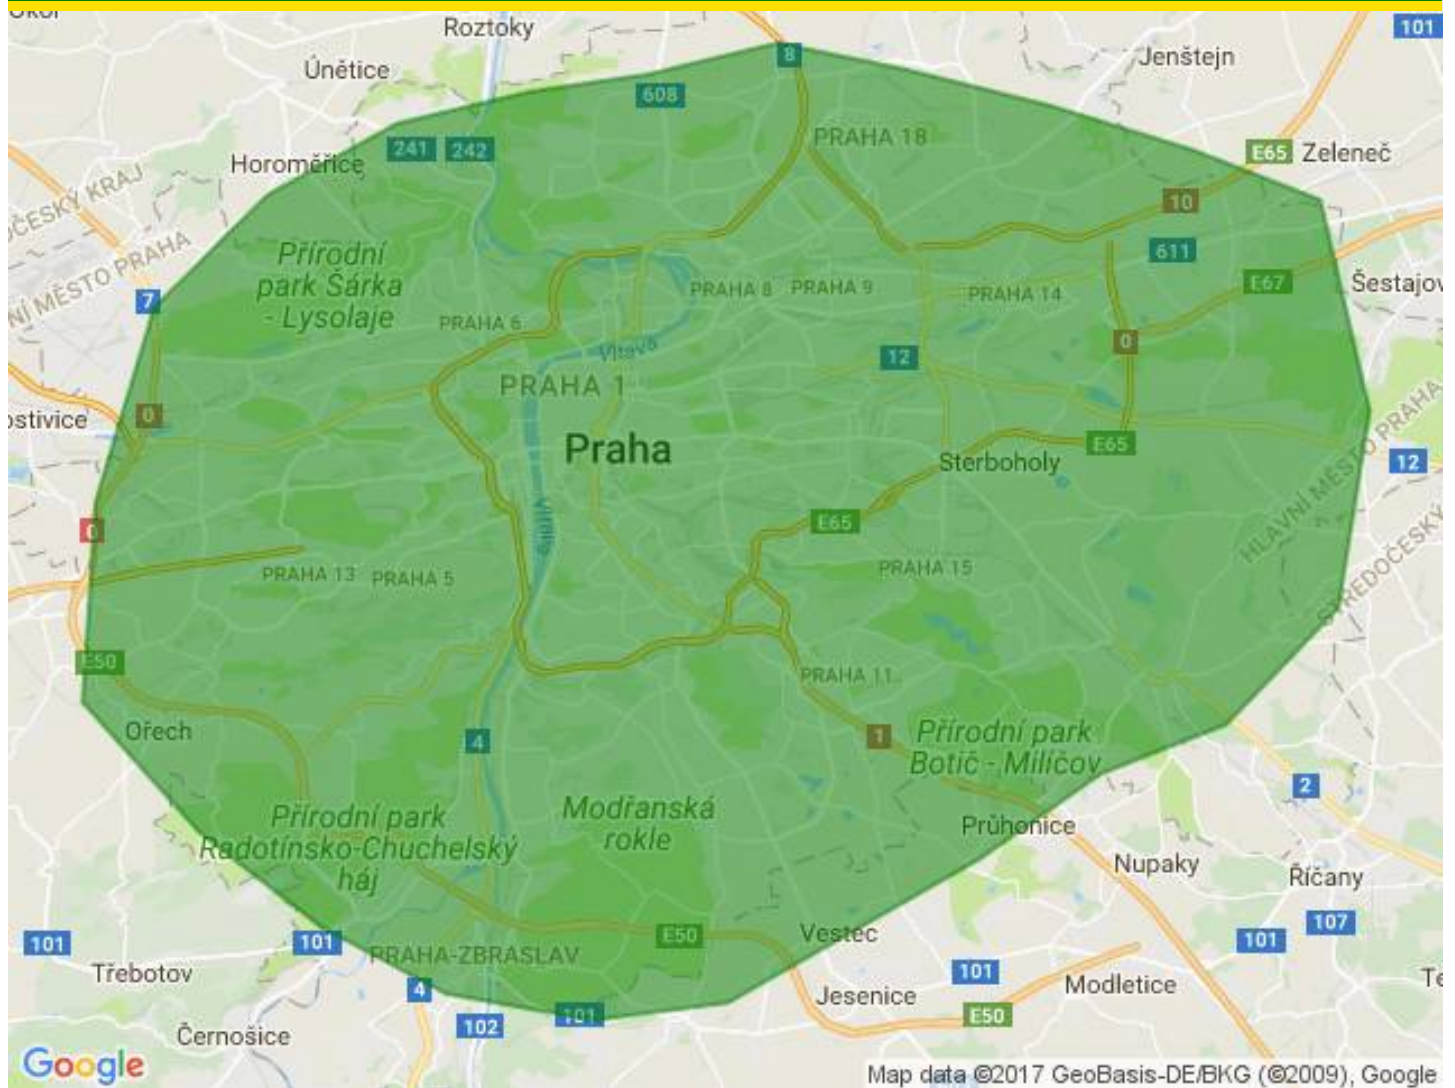 Roztoky
Únětice
8
Jenštejn
101
608
PRAHA 18
241
242
Horoměřice
E65
Zeleneč
10
Přírodní
park Šárka
- Lysolaje
611
PRAHA 8
PRAHA 9
PRAHA 14
E67
7
NÍ MĚSTO PRAHA
PRAHA 6
Vltava
12
0
PRAHA 1
0
Praha
E65
Sterboholy
12
HLAVNÍ MĚSTO PRAHA
0
E65
PRAHA 13
PRAHA 5
PRAHA 15
STŘEDOČESKÝ
E50
PRAHA 11
Ořech
4
1
Přírodní park
Botič - Milíčov
2
Přírodní park
Radotínsko-Chuchelský
háj
Modřanská
rokle
Průhonice
Nupaky
Říčany
107
101
101
E50
Vestec
101
PRAHA-ZBRASLAV
Třebotov
4
101
Jesenice
Modletice
101
102
E50
Černošice
Google
Map data ©2017 GeoBasis-DE/BKG (©2009), Google